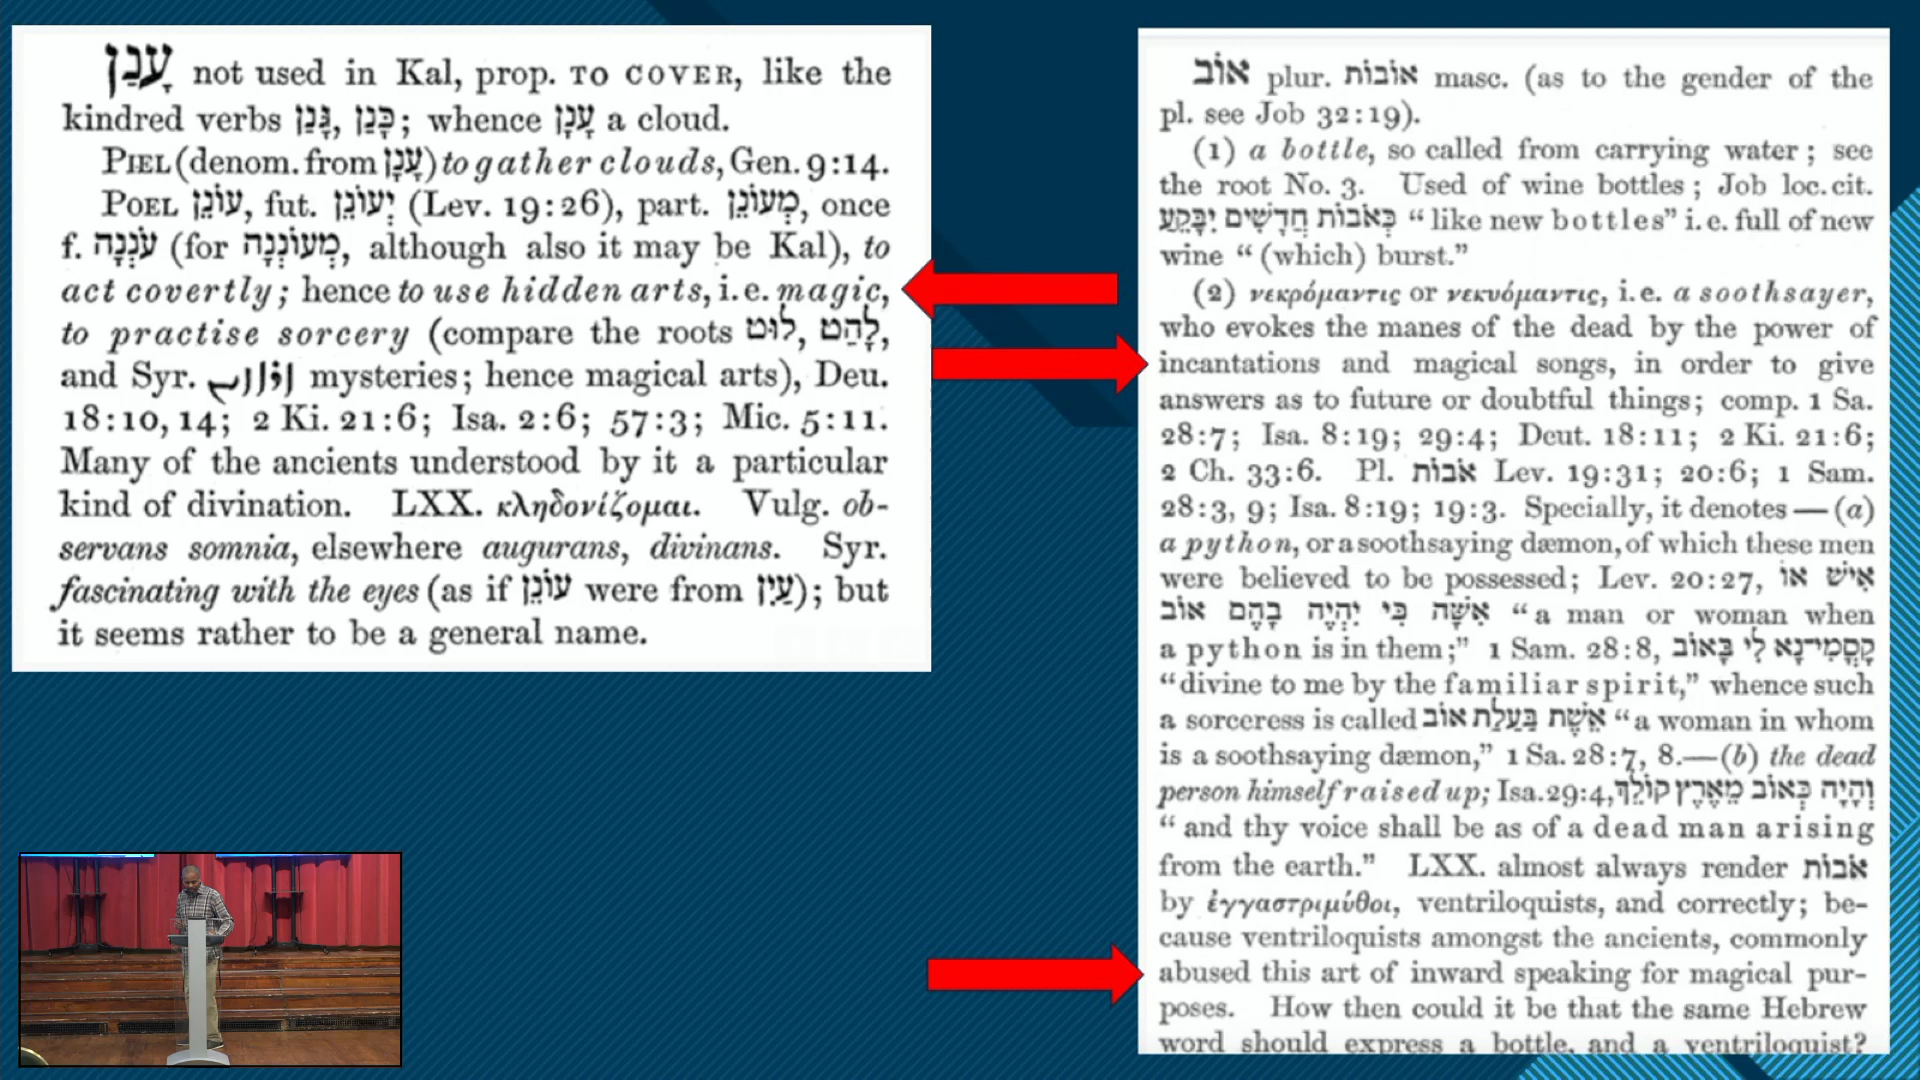 עָנַן not used in Kal, prop. TO COVER, like the
kindred verbs גָּנַן, כָּנַן; whence עָנָן a cloud.
PIEL (denom. from עָנָן) to gather clouds, Gen. 9:14.
POEL עוֹנֵן, fut. יְעוֹנֵן (Lev. 19:26), part. מְעוֹנֵן, once
f. עֹנְנָה (for מְעוֹנְנָה, although also it may be Kal), to
act covertly; hence to use hidden arts, i.e. magic,
to practise sorcery (compare the roots לוּט, לָהַט,
and Syr. mysteries; hence magical arts), Deu.
18:10, 14; 2 Ki. 21:6; Isa. 2:6; 57:3; Mic. 5:11.
Many of the ancients understood by it a particular
kind of divination. LXX. κληδονίζομαι. Vulg. ob-
servans somnia, elsewhere augurans, divinans. Syr.
fascinating with the eyes (as if עוֹנֵן were from עַיִן); but
it seems rather to be a general name.
אוֹב plur. אוֹבוֹת masc. (as to the gender of the
pl. see Job 32:19).
(1) a bottle, so called from carrying water; see
the root No. 3. Used of wine bottles; Job loc. cit.
כְּאֹבוֹת חֲדָשִׁים יִבָּקֵעַ “like new bottles” i.e. full of new
wine “(which) burst.”
(2) νεκρόμαντις or νεκυόμαντις, i.e. a soothsayer,
who evokes the manes of the dead by the power of
incantations and magical songs, in order to give
answers as to future or doubtful things; comp. 1 Sa.
28:7; Isa. 8:19; 29:4; Deut. 18:11; 2 Ki. 21:6;
2 Ch. 33:6. Pl. אֹבוֹת Lev. 19:31; 20:6; 1 Sam.
28:3, 9; Isa. 8:19; 19:3. Specially, it denotes—(a)
a python, or a soothsaying dæmon, of which these men
were believed to be possessed; Lev. 20:27, אִישׁ אוֹ
אִשָּׁה כִּי יִהְיֶה בָהֶם אוֹב “a man or woman when
a python is in them;” 1 Sam. 28:8, קָסֳמִי־נָא לִי בָּאוֹב
“divine to me by the familiar spirit,” whence such
a sorceress is called אֵשֶׁת בַּעֲלַת אוֹב “a woman in whom
is a soothsaying dæmon,” 1 Sa. 28:7, 8.—(b) the dead
person himself raised up; Isa. 29:4, וְהָיָה כְּאוֹב מֵאֶרֶץ קוֹלֵךְ
“and thy voice shall be as of a dead man arising
from the earth.” LXX. almost always render אֹבוֹת
by ἐγγαστριμύθοι, ventriloquists, and correctly; be-
cause ventriloquists amongst the ancients, commonly
abused this art of inward speaking for magical pur-
poses. How then could it be that the same Hebrew
word should express a bottle, and a ventriloquist?